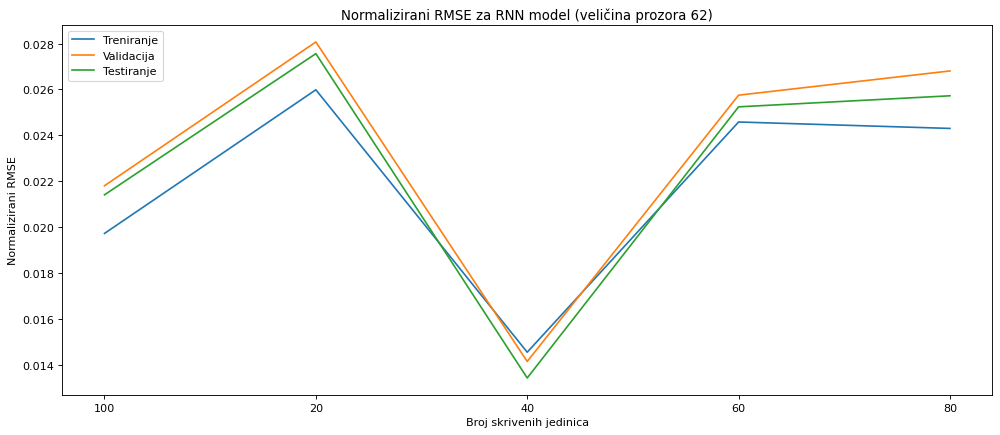 Normalizirani RMSE za RNN model (veličina prozora 62)
Treniranje
Validacija
Testiranje
Normalizirani RMSE
0.028
0.026
0.024
0.022
0.020
0.018
0.016
0.014
100 20 40 60 80
Broj skrivenih jedinica